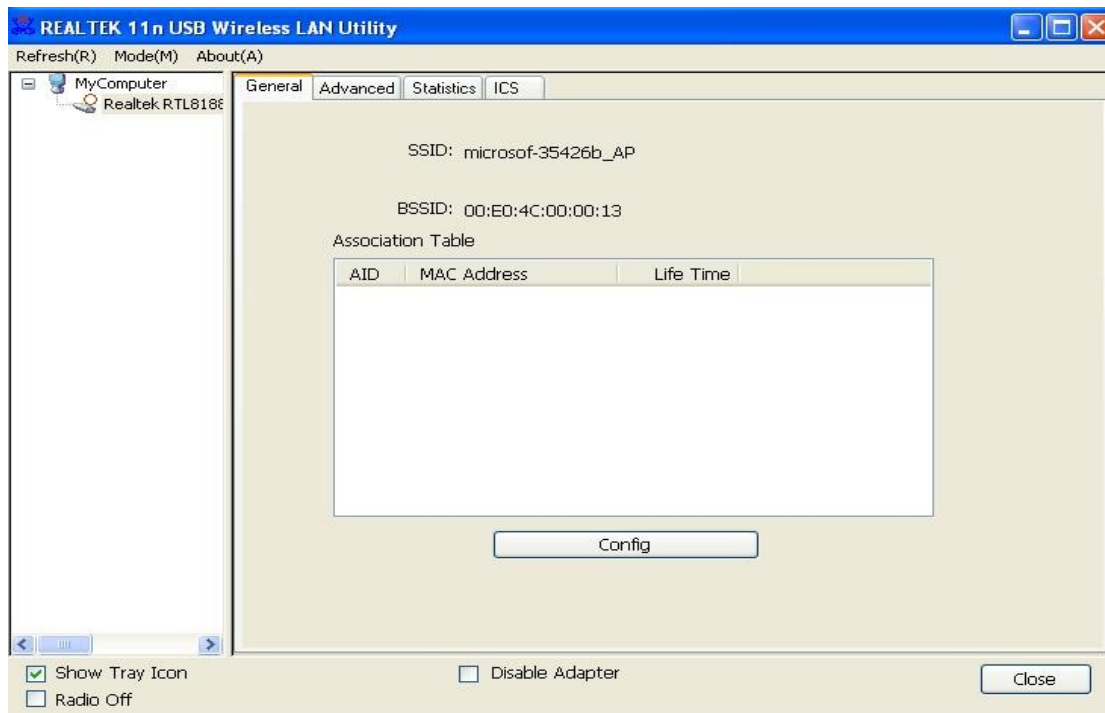 REALTEK 11n USB Wireless LAN Utility
Refresh(R) Mode(M) About(A)
MyComputer
Realtek RTL8188
General Advanced Statistics ICS
SSID: microsof-35426b_AP
BSSID: 00:E0:4C:00:00:13
Association Table
AID MAC Address Life Time
Config
Show Tray Icon
Radio Off
Disable Adapter
Close